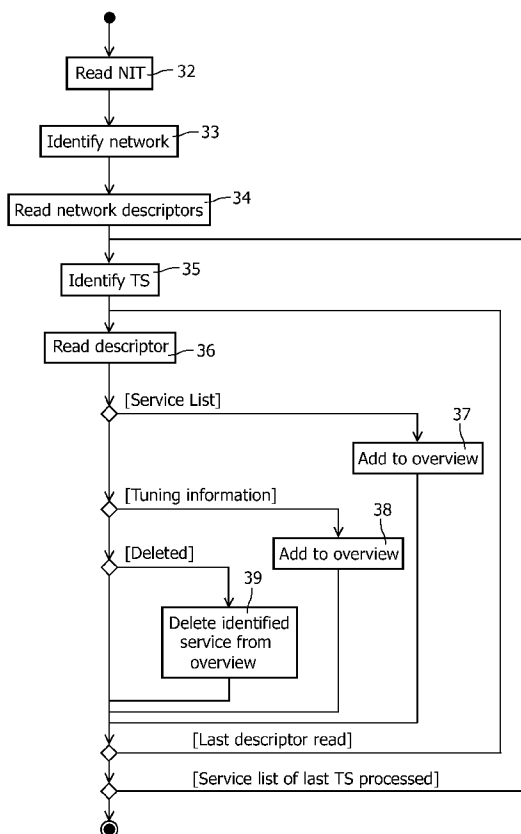 Read NIT
32
Identify network
33
Read network descriptors
34
Identify TS
35
Read descriptor
36
[Service List]
37
Add to overview
[Tuning information]
38
Add to overview
[Deleted]
39
Delete identified
service from
overview
[Last descriptor read]
[Service list of last TS processed]